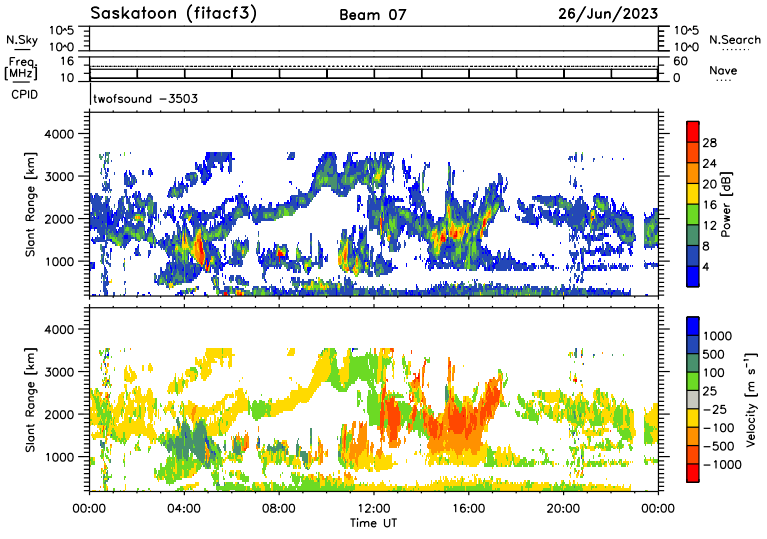 Saskatoon (fitacf3) Beam 07 26/Jun/2023
N.Sky 10^5 10^0 10^5 10^0 N.Search
Freq. [MHz] 16 10 60 0 Nave
CPID twofsound -3503
Slant Range [km] 4000 3000 2000 1000
Power [dB] 28 24 20 16 12 8 4
Slant Range [km] 4000 3000 2000 1000
Velocity [m s^-1] 1000 500 100 25 -25 -100 -500 -1000
00:00 04:00 08:00 12:00 16:00 20:00 00:00
Time UT